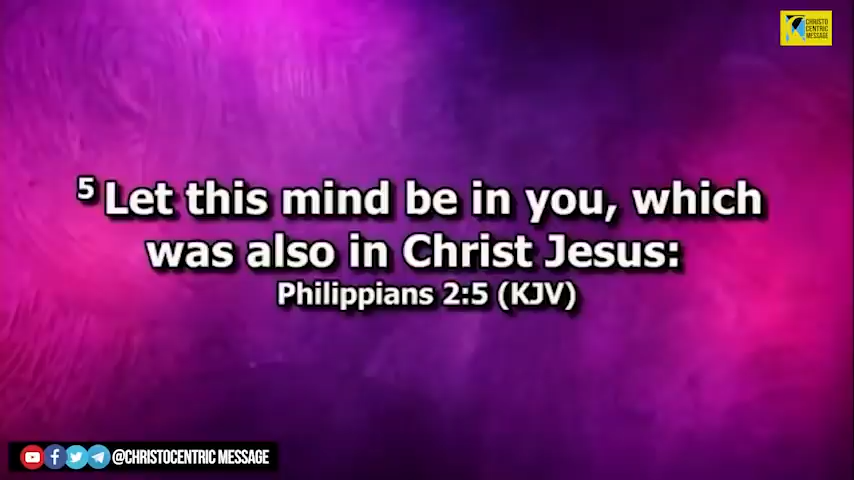 CHRISTO
CENTRIC
MESSAGE
5 Let this mind be in you, which
was also in Christ Jesus:
Philippians 2:5 (KJV)
@CHRISTOCENTRIC MESSAGE